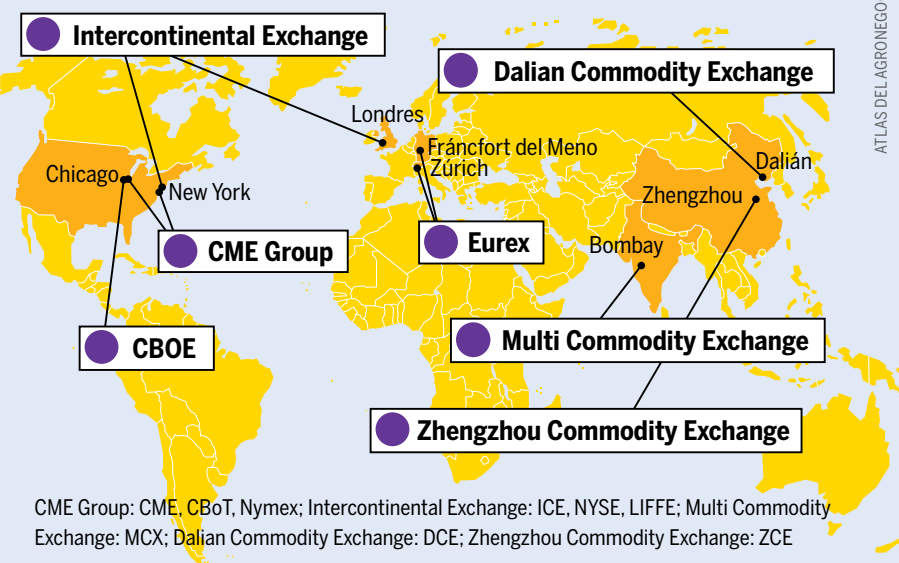 Intercontinental Exchange
Dalian Commodity Exchange
ATLAS DEL AGRONEGO
Londres
Fráncfort del Meno
Zúrich
Dalián
Chicago
New York
Zhengzhou
CME Group
Eurex
Bombay
CBOE
Multi Commodity Exchange
Zhengzhou Commodity Exchange
CME Group: CME, CBoT, Nymex; Intercontinental Exchange: ICE, NYSE, LIFFE; Multi Commodity
Exchange: MCX; Dalian Commodity Exchange: DCE; Zhengzhou Commodity Exchange: ZCE